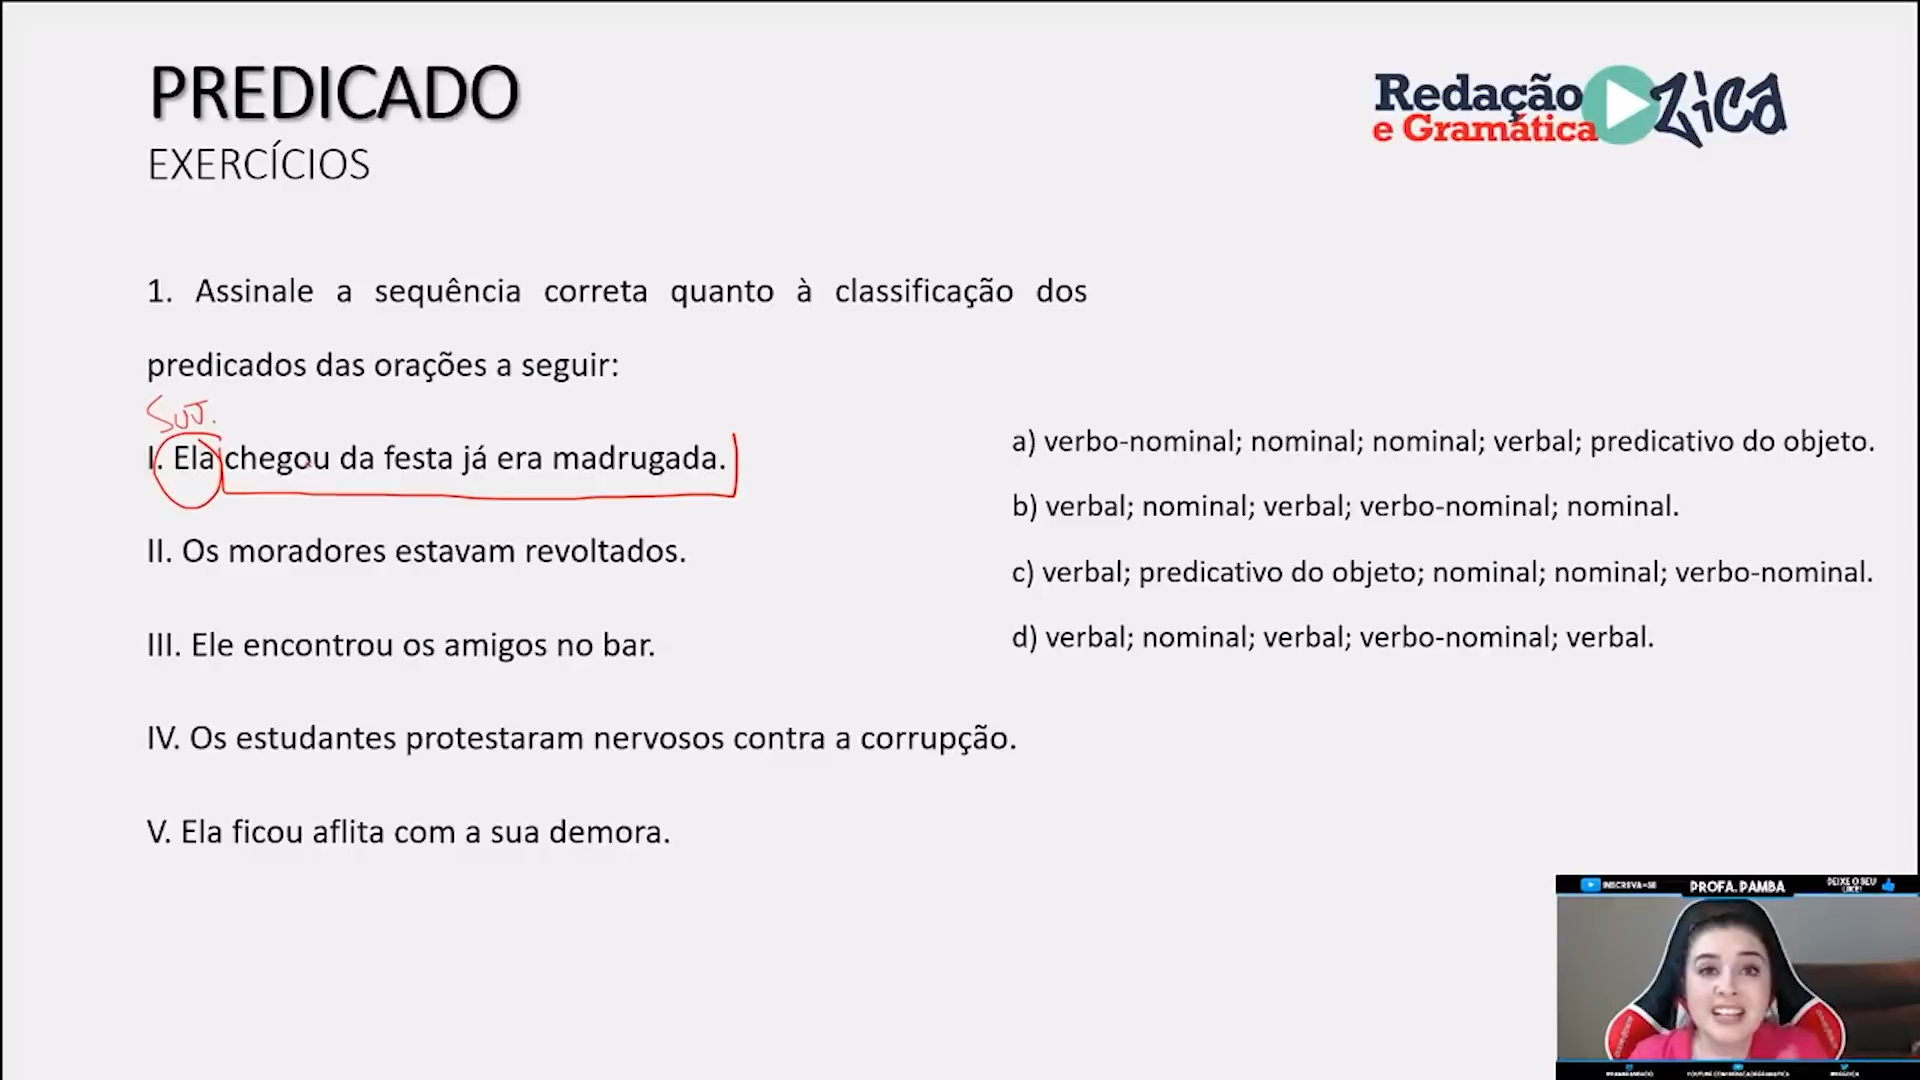 PREDICADO
EXERCÍCIOS
Redação
e Gramática
Zica
1. Assinale a sequência correta quanto à classificação dos
predicados das orações a seguir:
SUJ.
I. Ela chegou da festa já era madrugada.
II. Os moradores estavam revoltados.
III. Ele encontrou os amigos no bar.
IV. Os estudantes protestaram nervosos contra a corrupção.
V. Ela ficou aflita com a sua demora.
a) verbo-nominal; nominal; nominal; verbal; predicativo do objeto.
b) verbal; nominal; verbal; verbo-nominal; nominal.
c) verbal; predicativo do objeto; nominal; nominal; verbo-nominal.
d) verbal; nominal; verbal; verbo-nominal; verbal.
INSCREVA-SE
PROFA. PAMBA
DEIXE O SEU
LIKE!